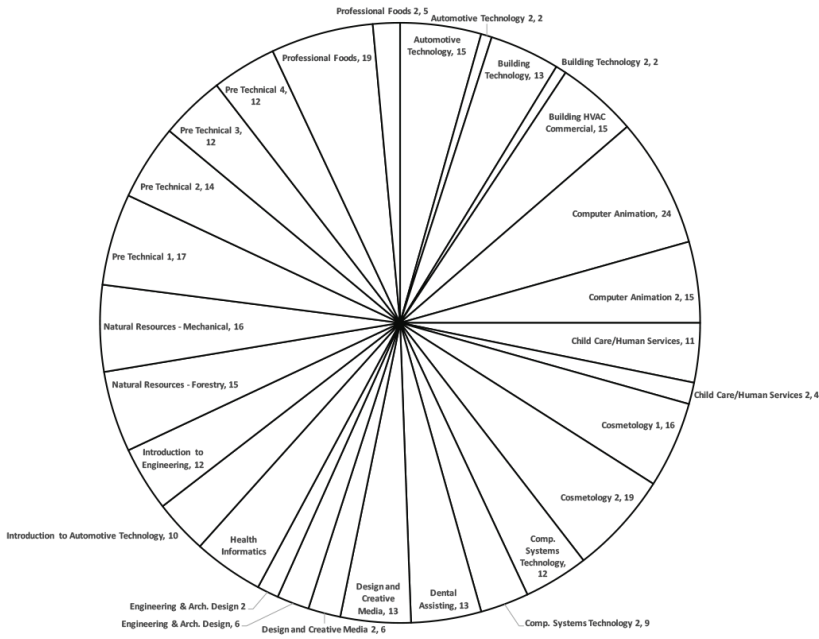 Professional Foods 2, 5
Automotive Technology 2, 2
Automotive
Technology, 15
Building
Technology, 13
Building Technology 2, 2
Building HVAC
Commercial, 15
Computer Animation, 24
Computer Animation 2, 15
Child Care/Human Services, 11
Child Care/Human Services 2, 4
Cosmetology 1, 16
Cosmetology 2, 19
Comp.
Systems
Technology,
12
Comp. Systems Technology 2, 9
Dental
Assisting, 13
Design and
Creative
Media, 13
Design and Creative Media 2, 6
Engineering & Arch. Design, 6
Engineering & Arch. Design 2
Health
Informatics
Introduction to Automotive Technology, 10
Introduction to
Engineering, 12
Natural Resources - Forestry, 15
Natural Resources - Mechanical, 16
Pre Technical 1, 17
Pre Technical 2, 14
Pre Technical 3,
12
Pre Technical 4,
12
Professional Foods, 19